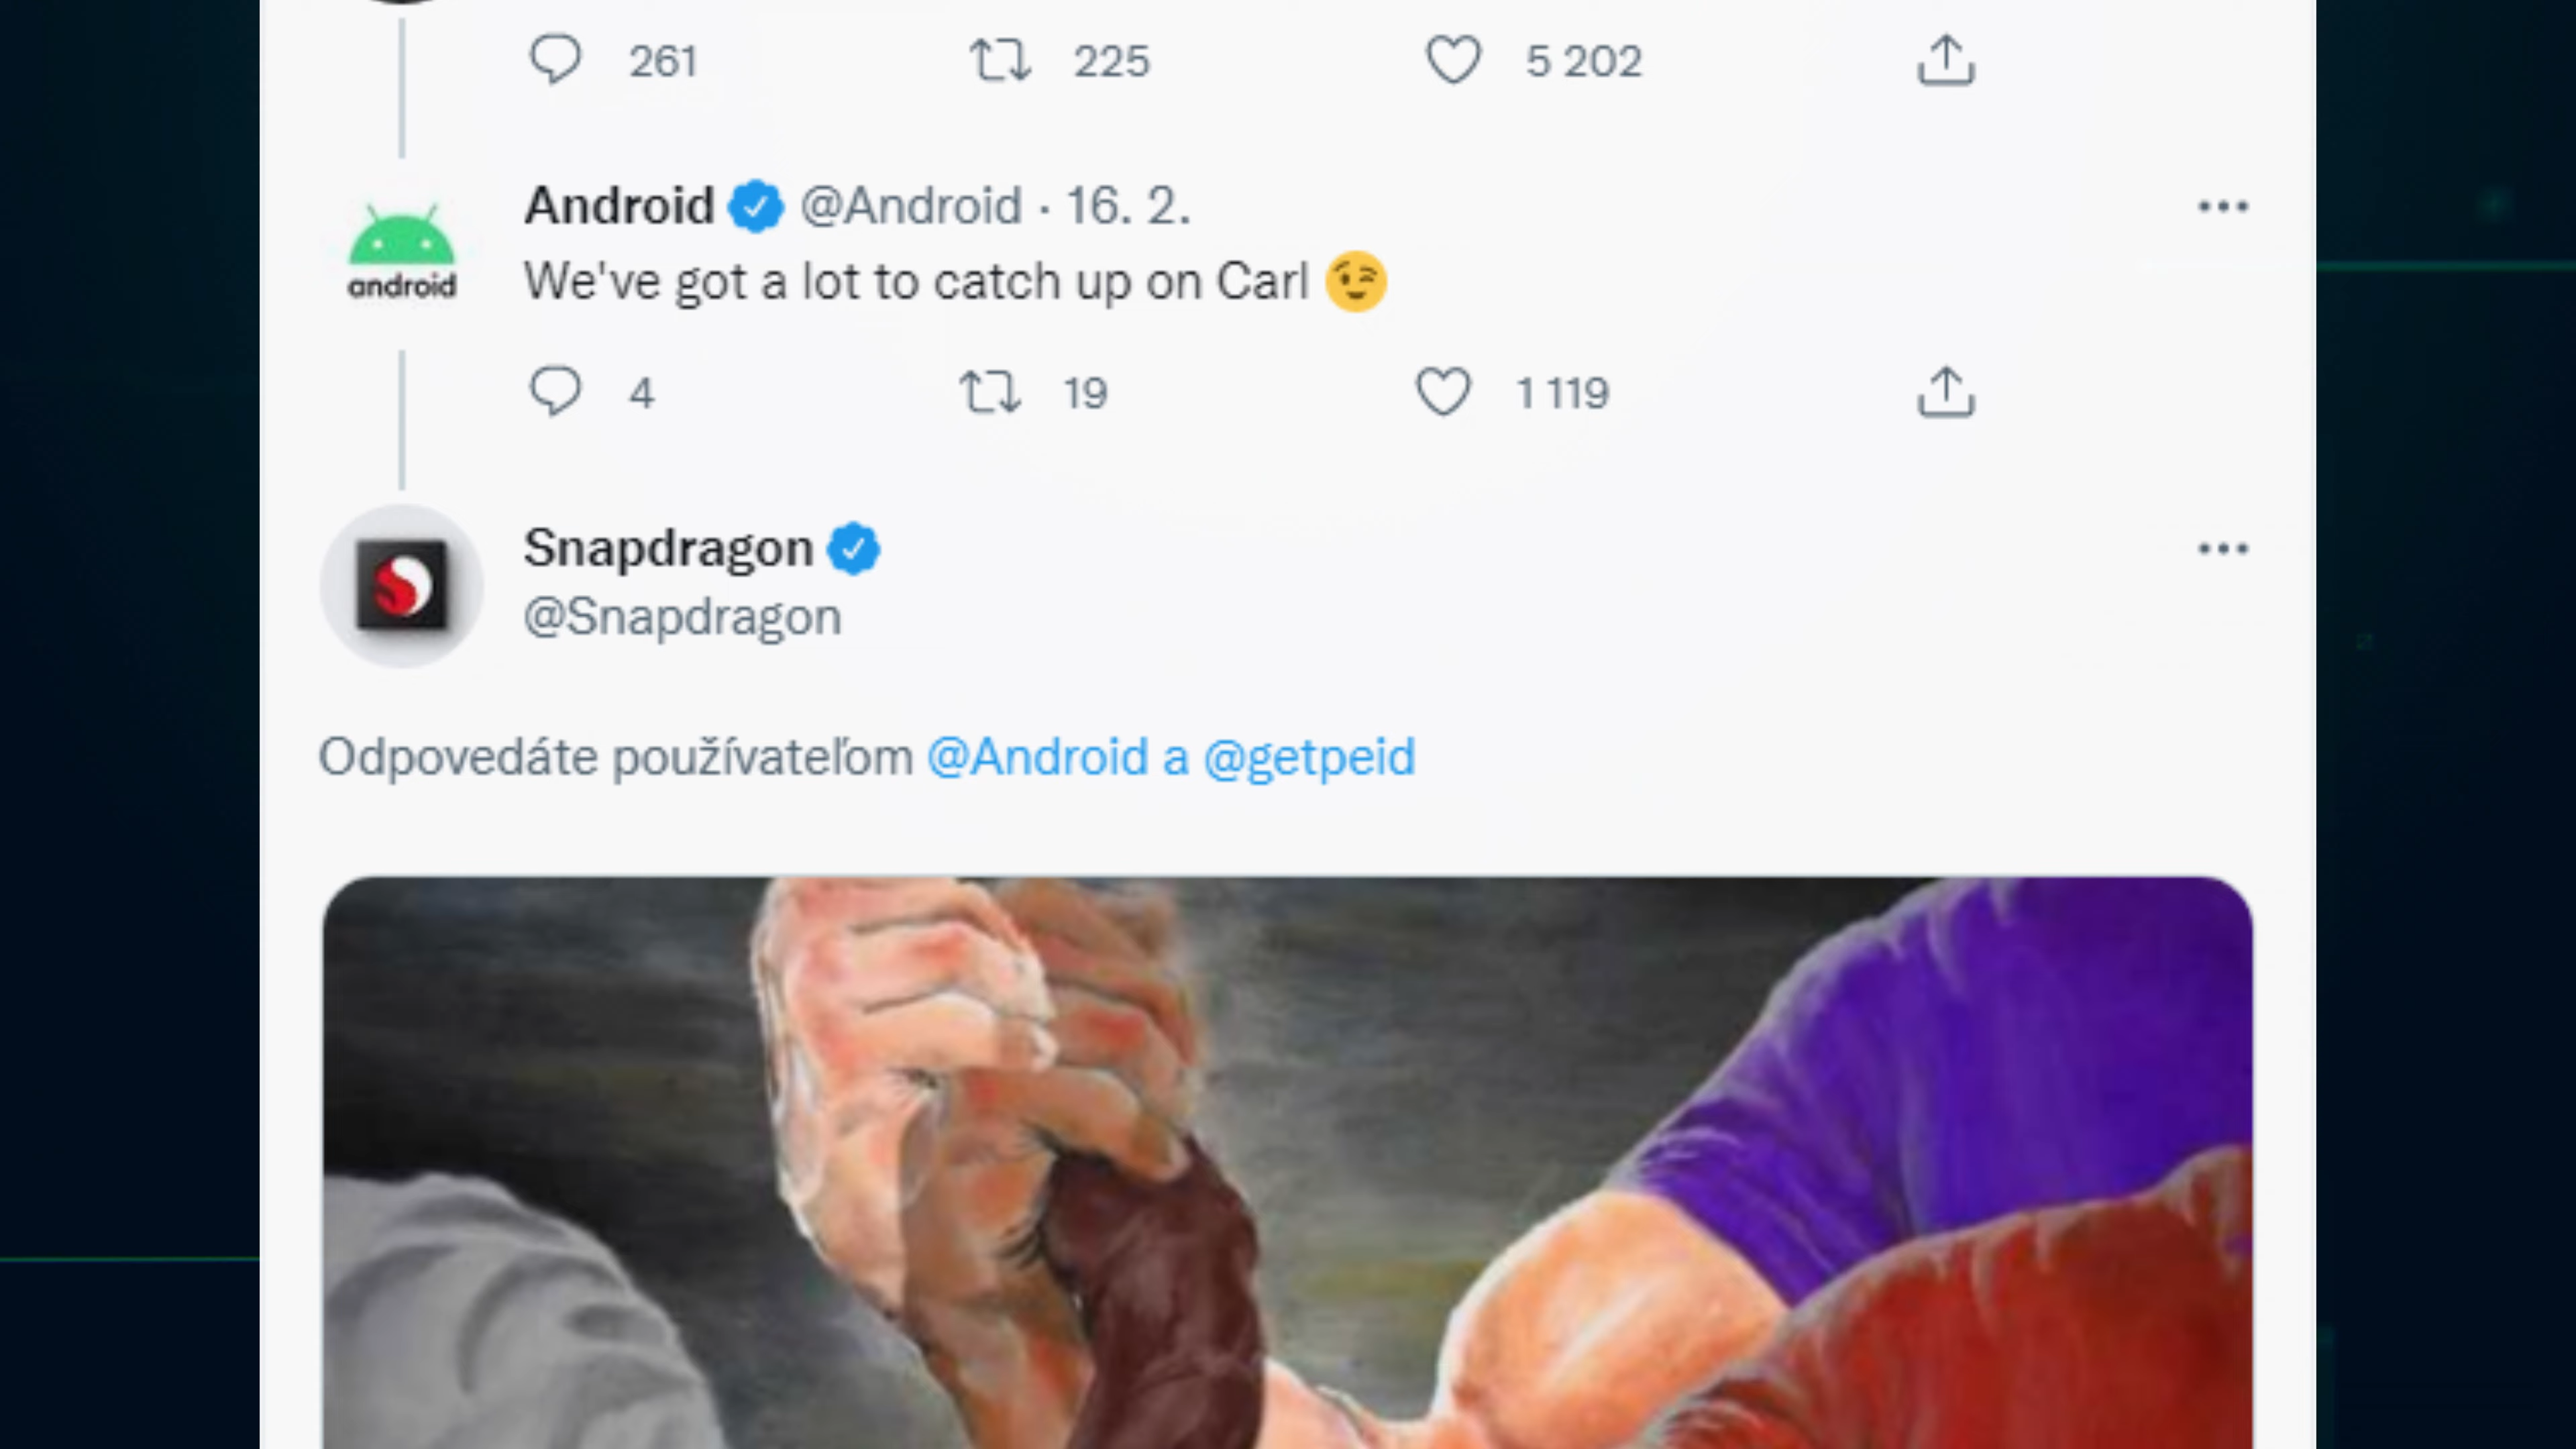 261 225 5 202
Android @Android · 16. 2.
We've got a lot to catch up on Carl 😉
android
4 19 1 119
Snapdragon
@Snapdragon
Odpovedáte používateľom @Android a @getpeid